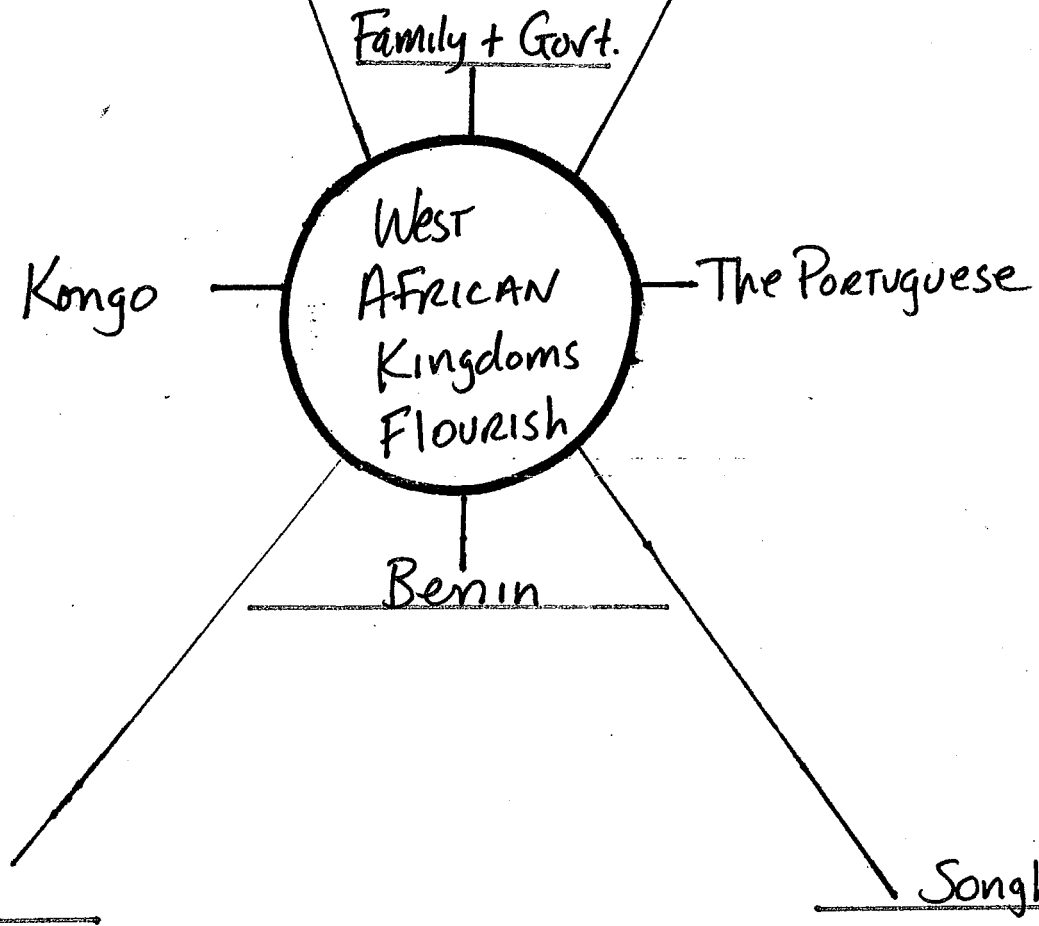 Family + Govt.
West
African
Kingdoms
Flourish
Kongo
The Portuguese
Benin